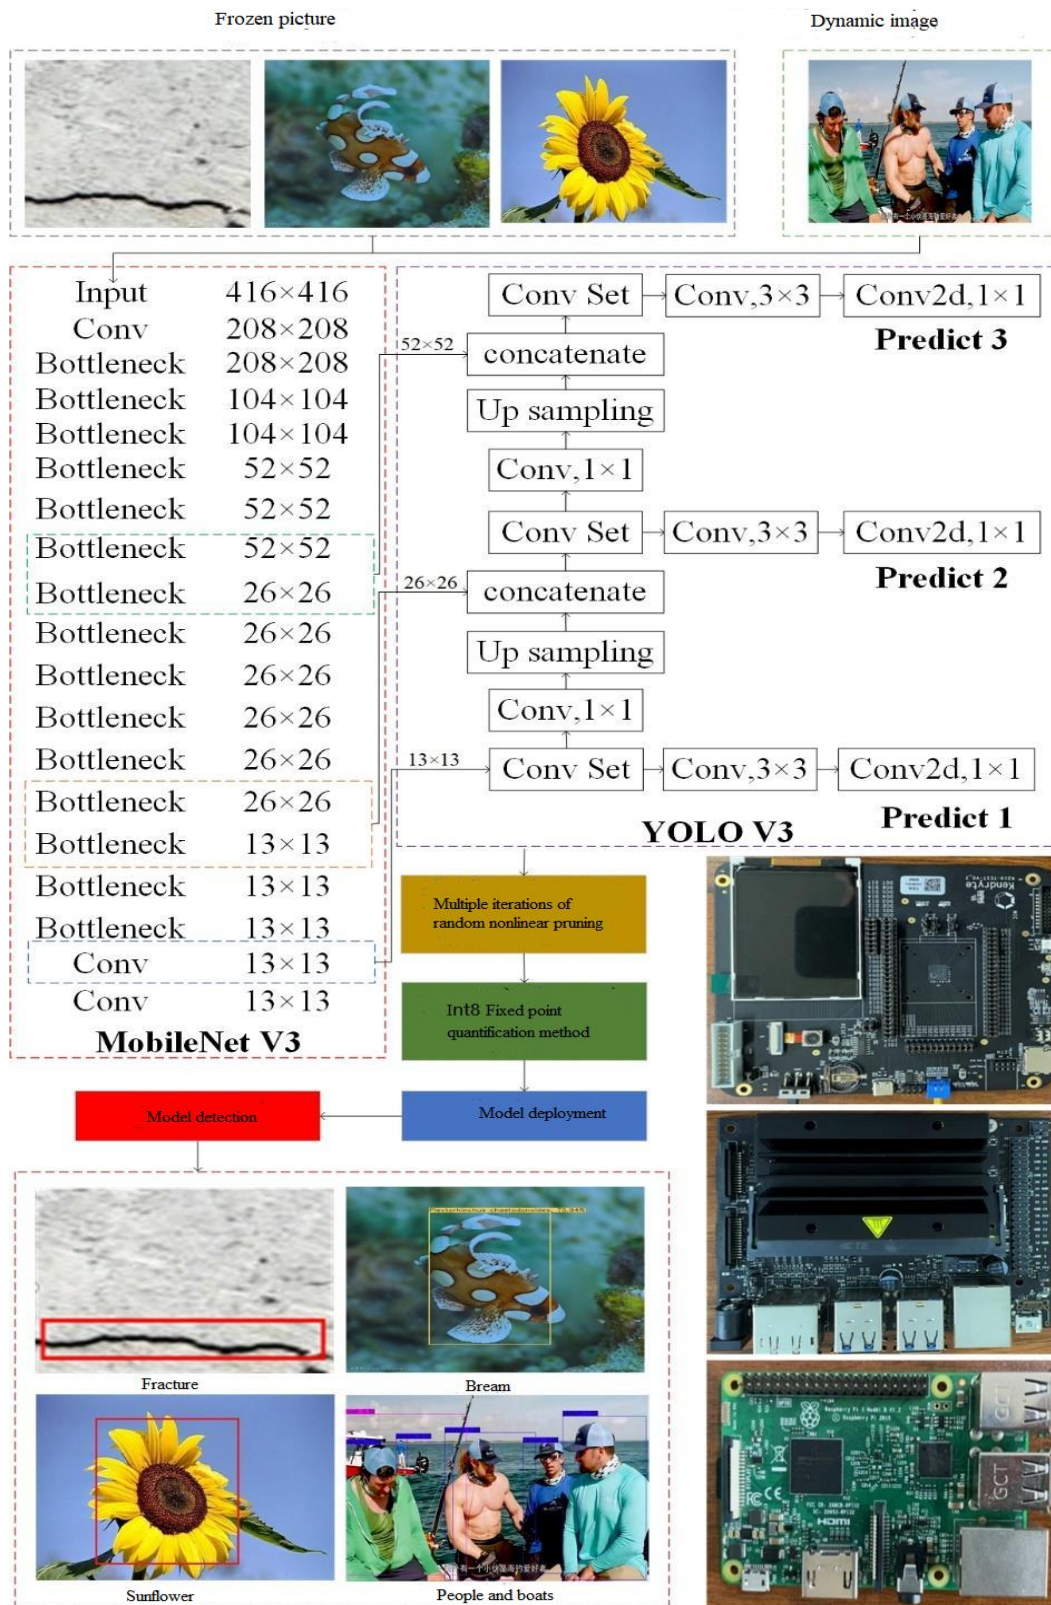 Frozen picture
Dynamic image
Input 416×416
Conv 208×208
Bottleneck 208×208
Bottleneck 104×104
Bottleneck 104×104
Bottleneck 52×52
Bottleneck 52×52
Bottleneck 52×52
Bottleneck 26×26
Bottleneck 26×26
Bottleneck 26×26
Bottleneck 26×26
Bottleneck 26×26
Bottleneck 26×26
Bottleneck 13×13
Bottleneck 13×13
Bottleneck 13×13
Conv 13×13
Conv 13×13
MobileNet V3
Conv Set
Conv,3×3
Conv2d,1×1
Predict 3
52×52
concatenate
Up sampling
Conv,1×1
Conv Set
Conv,3×3
Conv2d,1×1
Predict 2
26×26
concatenate
Up sampling
Conv,1×1
13×13
Conv Set
Conv,3×3
Conv2d,1×1
Predict 1
YOLO V3
Multiple iterations of
random nonlinear pruning
Int8 Fixed point
quantification method
Model deployment
Model detection
Kendryte
Fracture
Bream
Sunflower
People and boats
GCT
GCT
HDMI